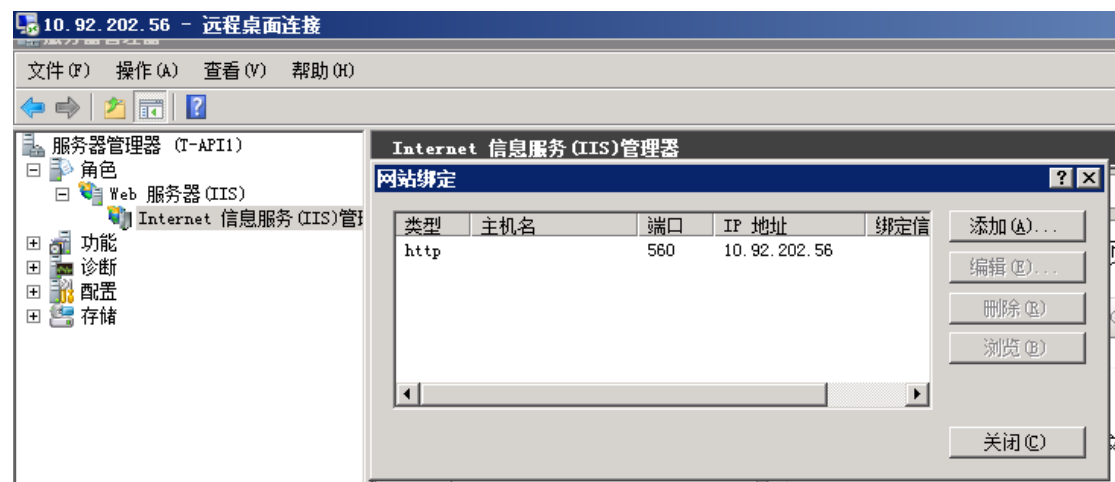 10.92.202.56 - 远程桌面连接
文件(F) 操作(A) 查看(V) 帮助(H)
服务器管理器 (T-API1)
角色
Web 服务器(IIS)
Internet 信息服务(IIS)管
功能
诊断
配置
存储
Internet 信息服务(IIS)管理器
网站绑定
类型 主机名 端口 IP 地址 绑定信
http 560 10.92.202.56
添加(A)...
编辑(E)...
删除(R)
浏览(B)
关闭(C)